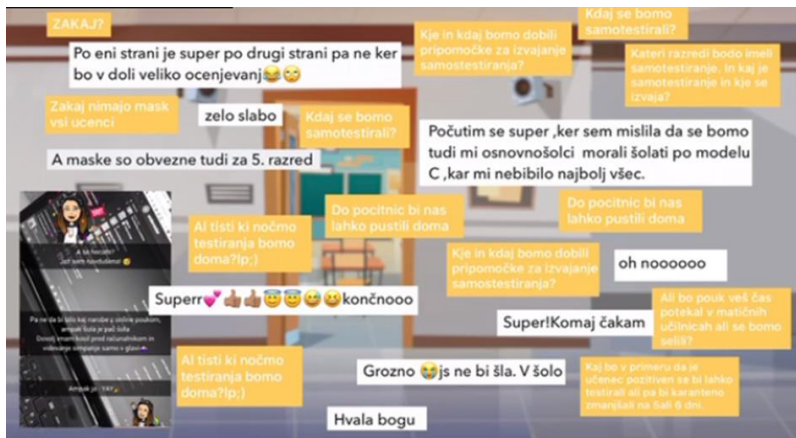 ZAKAJ?
Po eni strani je super po drugi strani pa ne ker
bo v doli veliko ocenjevanj😂🙄
Kje in kdaj bomo dobili
pripomočke za izvajanje
samostestiranja?
Kdaj se bomo
samotestirali?
Kateri razredi bodo imeli
samotestiranje. In kaj je
samotestiranje in kje se
izvaja?
Zakaj nimajo mask
vsi ucenci
zelo slabo
Kdaj se bomo
samotestirali?
A maske so obvezne tudi za 5. razred
Počutim se super ,ker sem mislila da se bomo
tudi mi osnovnošolci morali šolati po modelu
C ,kar mi nebibilo najbolj všec.
Al tisti ki nočmo
testiranja bomo
doma?lp;)
Do pocitnic bi nas
lahko pustili doma
Do pocitnic bi nas
lahko pustili doma
Kje in kdaj bomo dobili
pripomočke za izvajanje
samostestiranja?
oh noooooo
Superr💕👍🏽👍🏽😇😇😅😆končnooo
Super!Komaj čakam
Ali bo pouk veš čas
potekal v matičnih
učilnicah ali se bomo
selili?
Al tisti ki nočmo
testiranja bomo
doma?lp;)
Grozno 😭js ne bi šla. V šolo
Kaj bo v primeru da je
učenec pozitiven se bi lahko
testirali ali pa bi karanteno
zmanjšali na 5ali 6 dni.
Hvala bogu